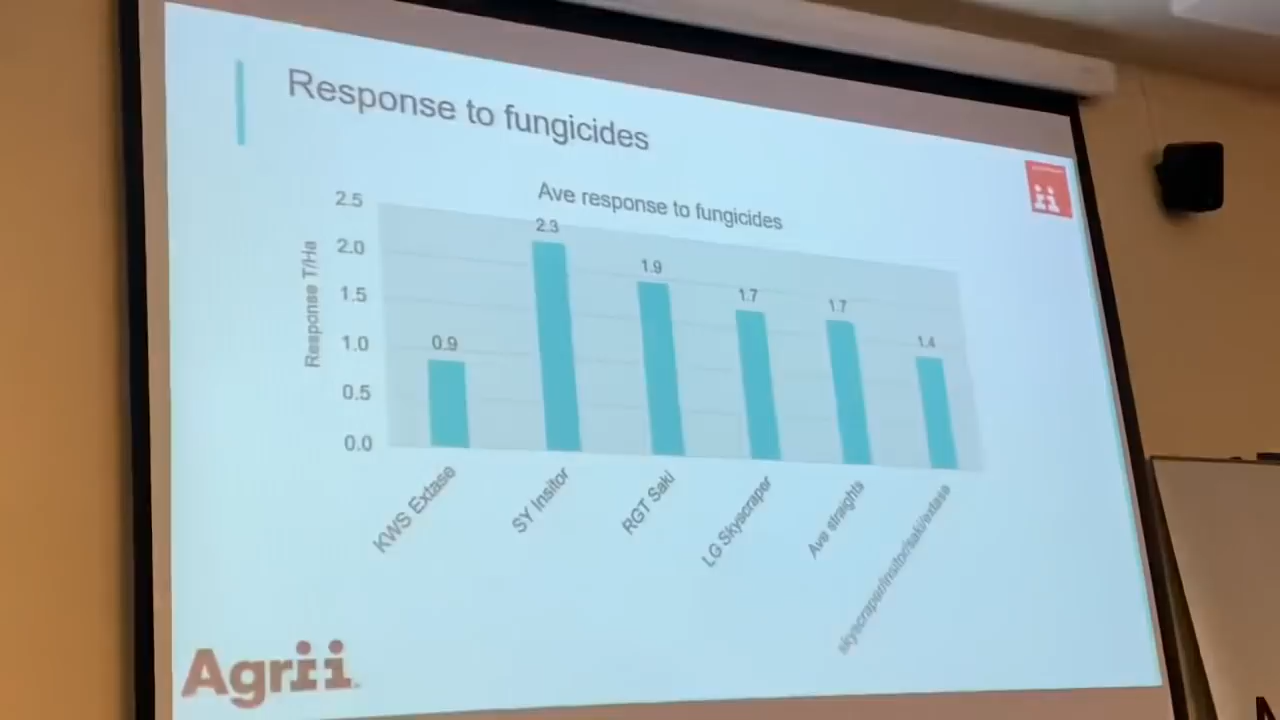 Response to fungicides
Ave response to fungicides
Response T/Ha
2.5
2.0
1.5
1.0
0.5
0.0
0.9
2.3
1.9
1.7
1.7
1.4
KWS Extase
SY Insitor
RGT Saki
LG Skyscraper
Ave straights
skyscraper/insitor/saki/extase
Agrii